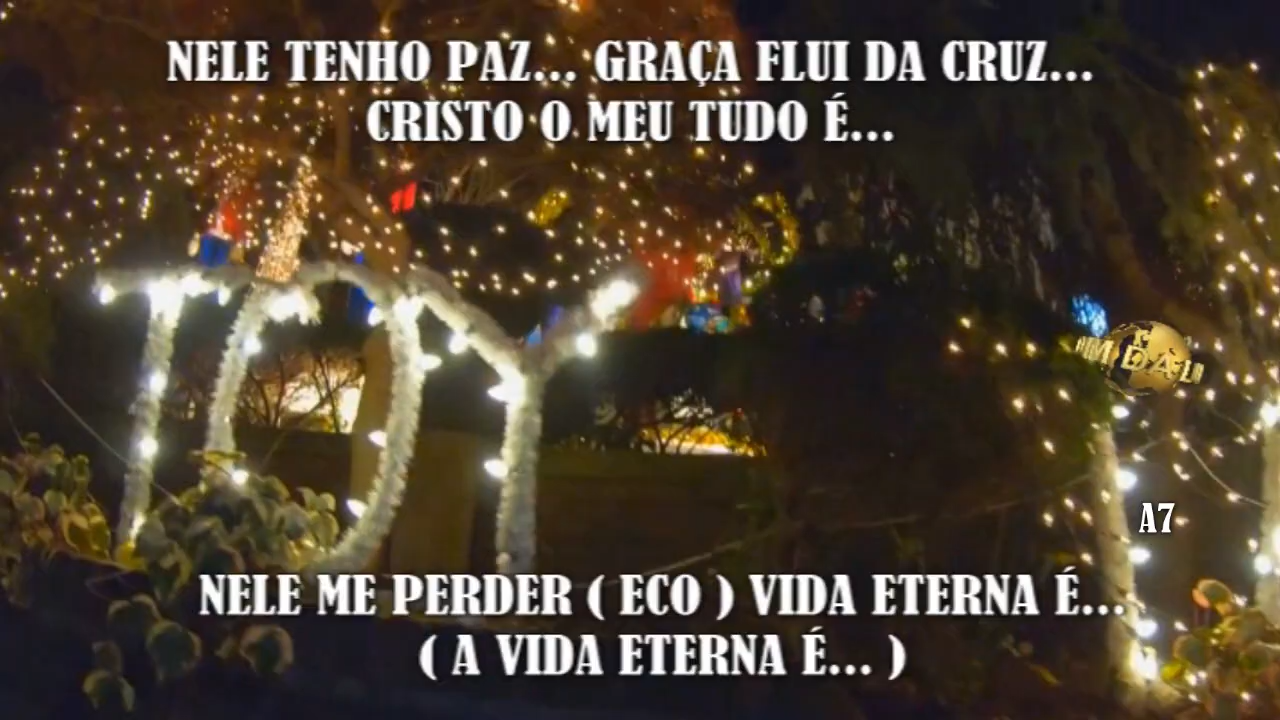 NELE TENHO PAZ... GRAÇA FLUI DA CRUZ...
CRISTO O MEU TUDO É...
JOY
A7
NELE ME PERDER ( ECO ) VIDA ETERNA É...
( A VIDA ETERNA É... )